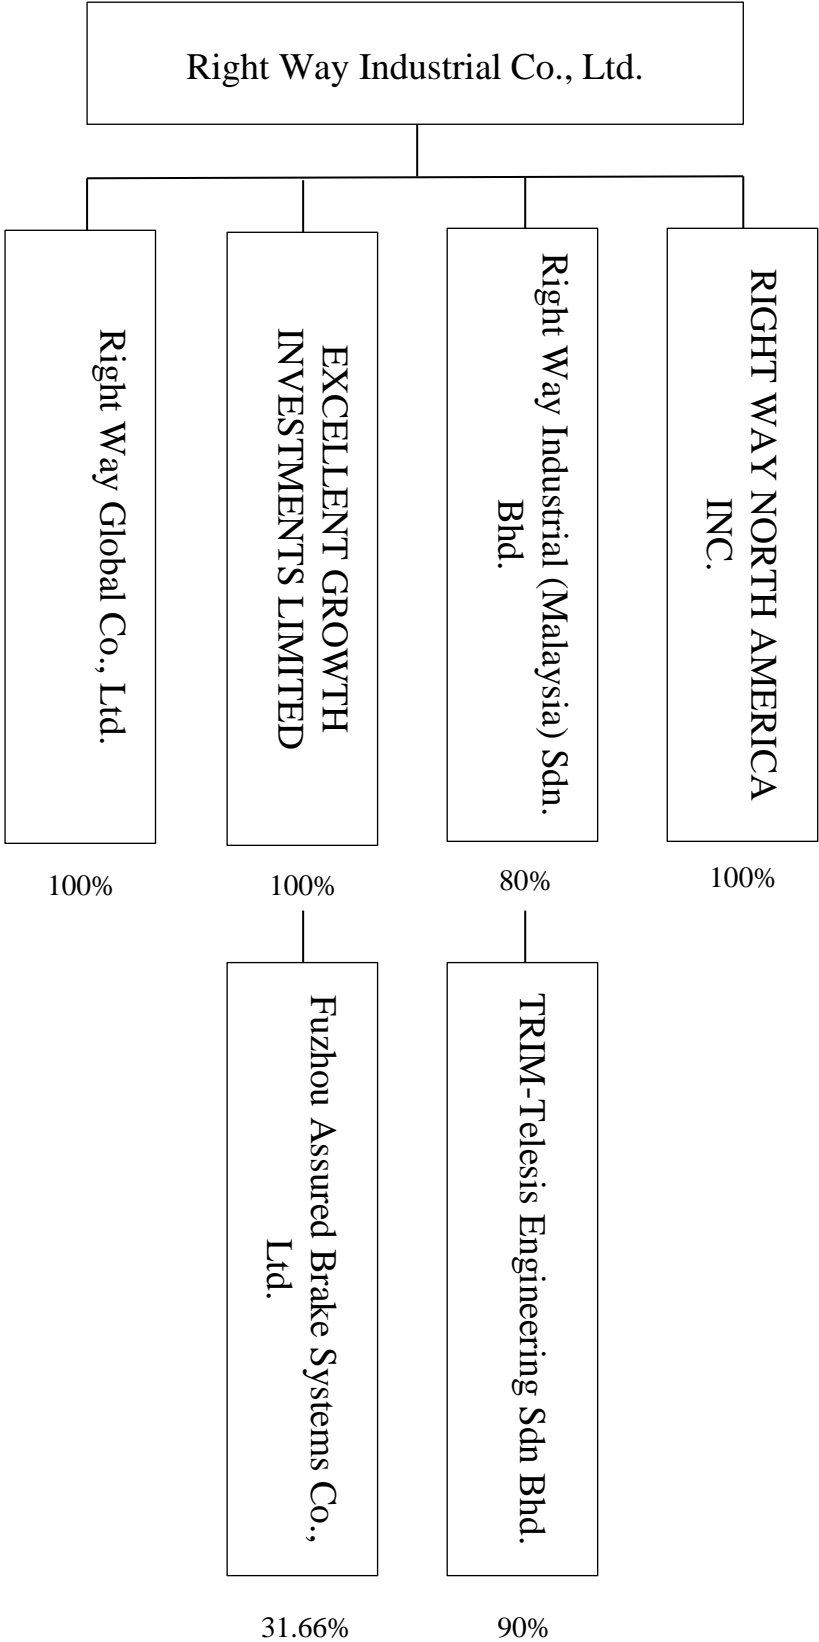 Right Way Industrial Co., Ltd.
Right Way Global Co., Ltd.
EXCELLENT GROWTH
INVESTMENTS LIMITED
Right Way Industrial (Malaysia) Sdn.
Bhd.
RIGHT WAY NORTH AMERICA
INC.
100%
100%
80%
100%
Fuzhou Assured Brake Systems Co.,
Ltd.
TRIM-Telesis Engineering Sdn Bhd.
31.66%
90%